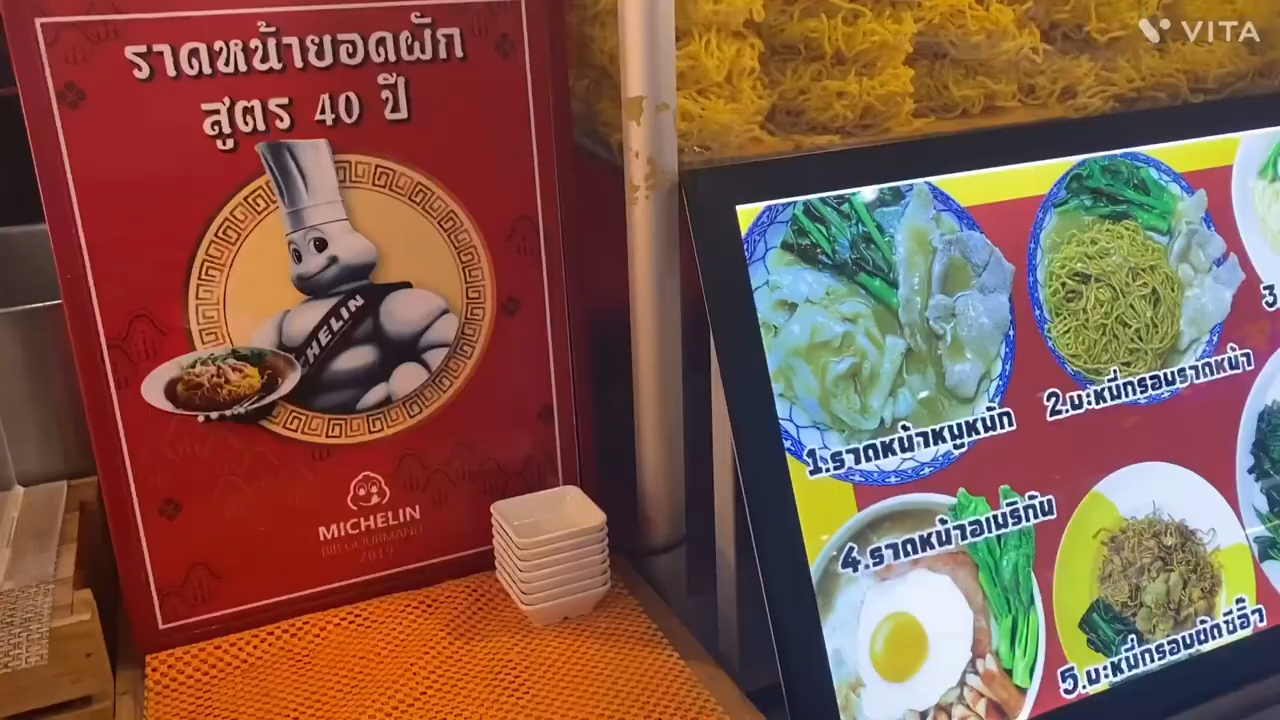 ราดหน้ายอดผัก
สูตร 40 ปี
CHELIN
MICHELIN
BIB GOURMAND
2019
VITA
1.ราดหน้าหมูหมัก
2.บะหมี่กรอบราดหน้า
3
4.ราดหน้าอเมริกัน
5.บะหมี่กรอบผัดซีอิ๊ว